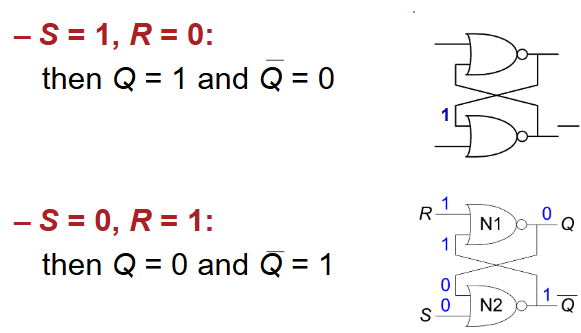 – S = 1, R = 0:
then Q = 1 and Q̅ = 0
1
– S = 0, R = 1:
then Q = 0 and Q̅ = 1
R 1 N1 0 Q
1
0
S 0 N2 1 Q̅